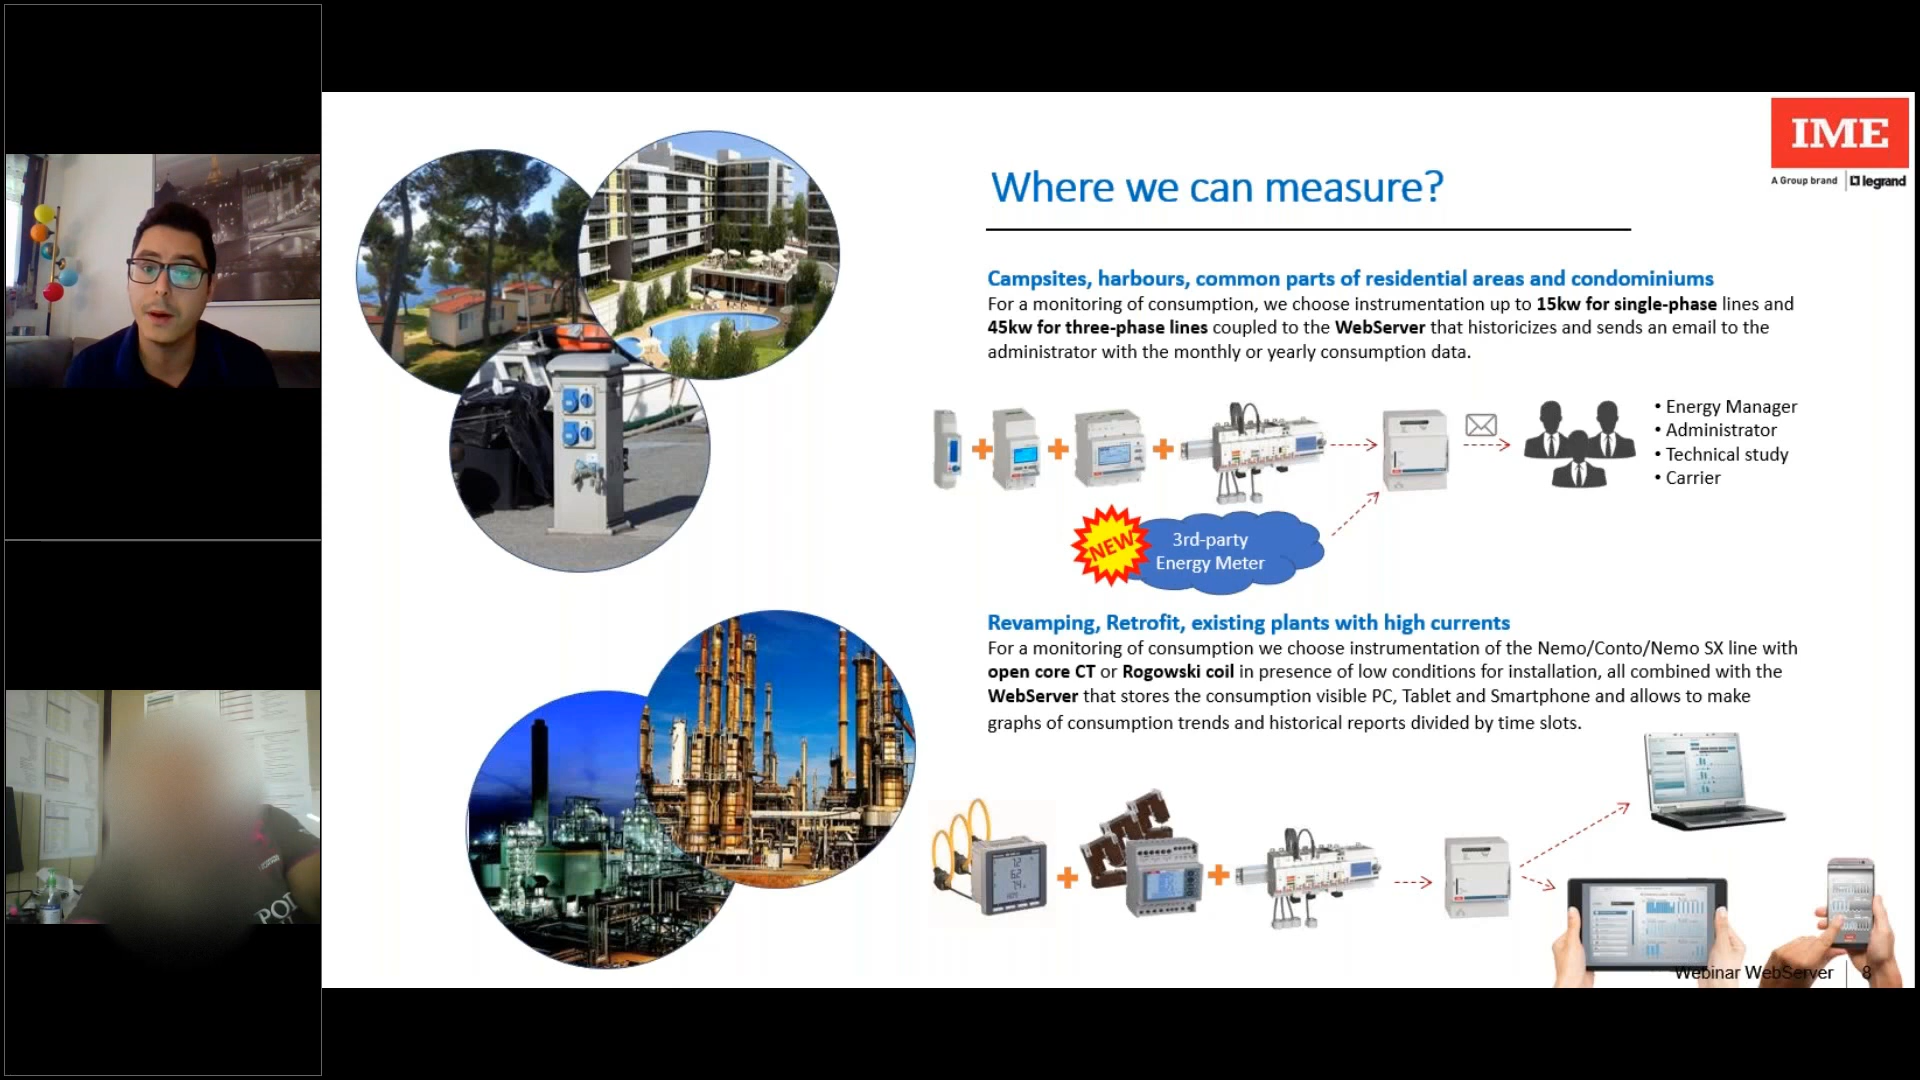 IME
A Group brand legrand
Where we can measure?
Campsites, harbours, common parts of residential areas and condominiums
For a monitoring of consumption, we choose instrumentation up to 15kw for single-phase lines and
45kw for three-phase lines coupled to the WebServer that historicizes and sends an email to the
administrator with the monthly or yearly consumption data.
• Energy Manager
• Administrator
• Technical study
• Carrier
NEW
3rd-party
Energy Meter
Revamping, Retrofit, existing plants with high currents
For a monitoring of consumption we choose instrumentation of the Nemo/Conto/Nemo SX line with
open core CT or Rogowski coil in presence of low conditions for installation, all combined with the
WebServer that stores the consumption visible PC, Tablet and Smartphone and allows to make
graphs of consumption trends and historical reports divided by time slots.
Webinar WebServer 8